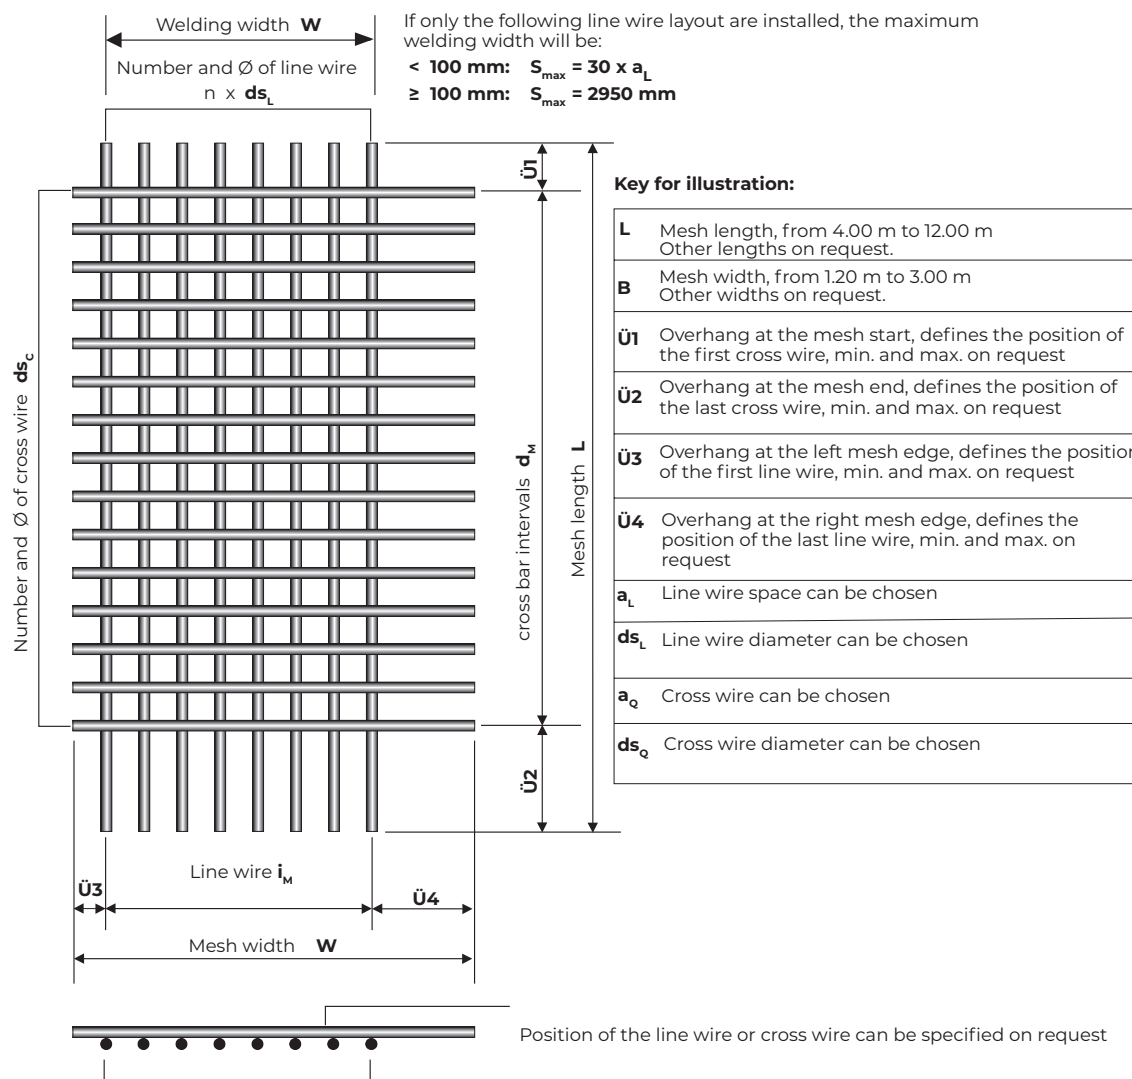 Welding width W
Number and Ø of line wire
n x ds_L
If only the following line wire layout are installed, the maximum
welding width will be:
< 100 mm: S_max = 30 x a_L
≥ 100 mm: S_max = 2950 mm
Number and Ø of cross wire ds_c
Ü1
cross bar intervals d_M
Mesh length L
Ü2
Key for illustration:
L Mesh length, from 4.00 m to 12.00 m
Other lengths on request.
B Mesh width, from 1.20 m to 3.00 m
Other widths on request.
Ü1 Overhang at the mesh start, defines the position of
the first cross wire, min. and max. on request
Ü2 Overhang at the mesh end, defines the position of
the last cross wire, min. and max. on request
Ü3 Overhang at the left mesh edge, defines the position
of the first line wire, min. and max. on request
Ü4 Overhang at the right mesh edge, defines the
position of the last line wire, min. and max. on
request
a_L Line wire space can be chosen
ds_L Line wire diameter can be chosen
a_Q Cross wire can be chosen
ds_Q Cross wire diameter can be chosen
Line wire i_M
Ü3
Ü4
Mesh width W
Position of the line wire or cross wire can be specified on request